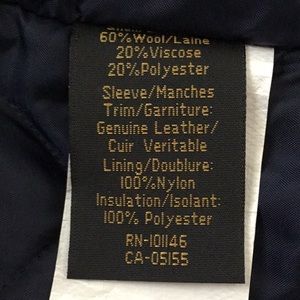 60%Wool/Laine
20%Viscose
20%Polyester
Sleeve/Manches
Trim/Garniture:
Genuine Leather/
Cuir Veritable
Lining/Doublure:
100%Nylon
Insulation/Isolant:
100% Polyester
RN-101146
CA-05155